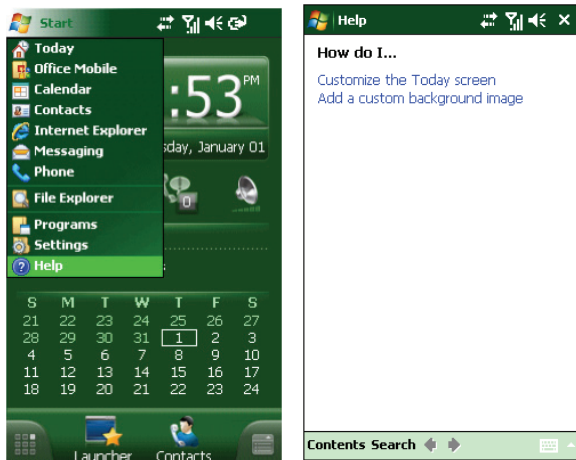 Start
Today
Office Mobile
Calendar
Contacts
Internet Explorer
Messaging
Phone
File Explorer
Programs
Settings
Help
:53 PM
sday, January 01
0
S M T W T F S
21 22 23 24 25 26 27
28 29 30 31 1 2 3
4 5 6 7 8 9 10
11 12 13 14 15 16 17
18 19 20 21 22 23 24
Launcher Contacts
Help
How do I...
Customize the Today screen
Add a custom background image
Contents Search